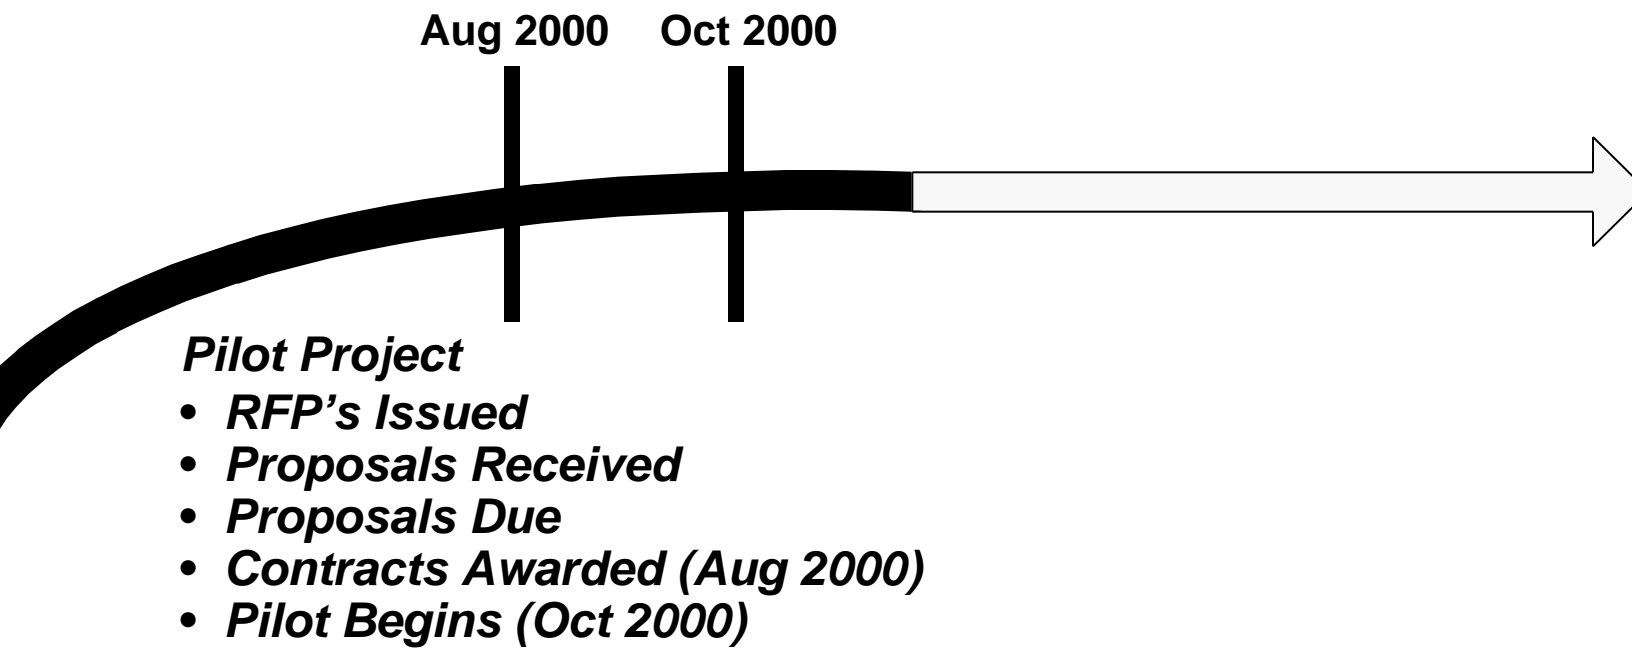 Aug 2000 Oct 2000
Pilot Project
• RFP’s Issued
• Proposals Received
• Proposals Due
• Contracts Awarded (Aug 2000)
• Pilot Begins (Oct 2000)